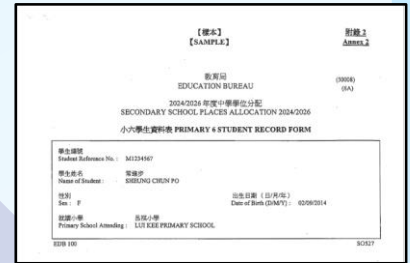 【樣本】
【SAMPLE】
附錄 2
Annex 2
教育局
EDUCATION BUREAU
(30008)
(6A)
2024/2026 年度中學學位分配
SECONDARY SCHOOL PLACES ALLOCATION 2024/2026
小六學生資料表 PRIMARY 6 STUDENT RECORD FORM
學生編號
Student Reference No. : M1234567
學生姓名 常進步
Name of Student : SHEUNG CHUN PO
性別 出生日期（日/月/年）
Sex : F Date of Birth (D/M/Y) : 02/09/2014
就讀小學
Primary School Attending : LUI KEE PRIMARY SCHOOL
EDB 100 SO527